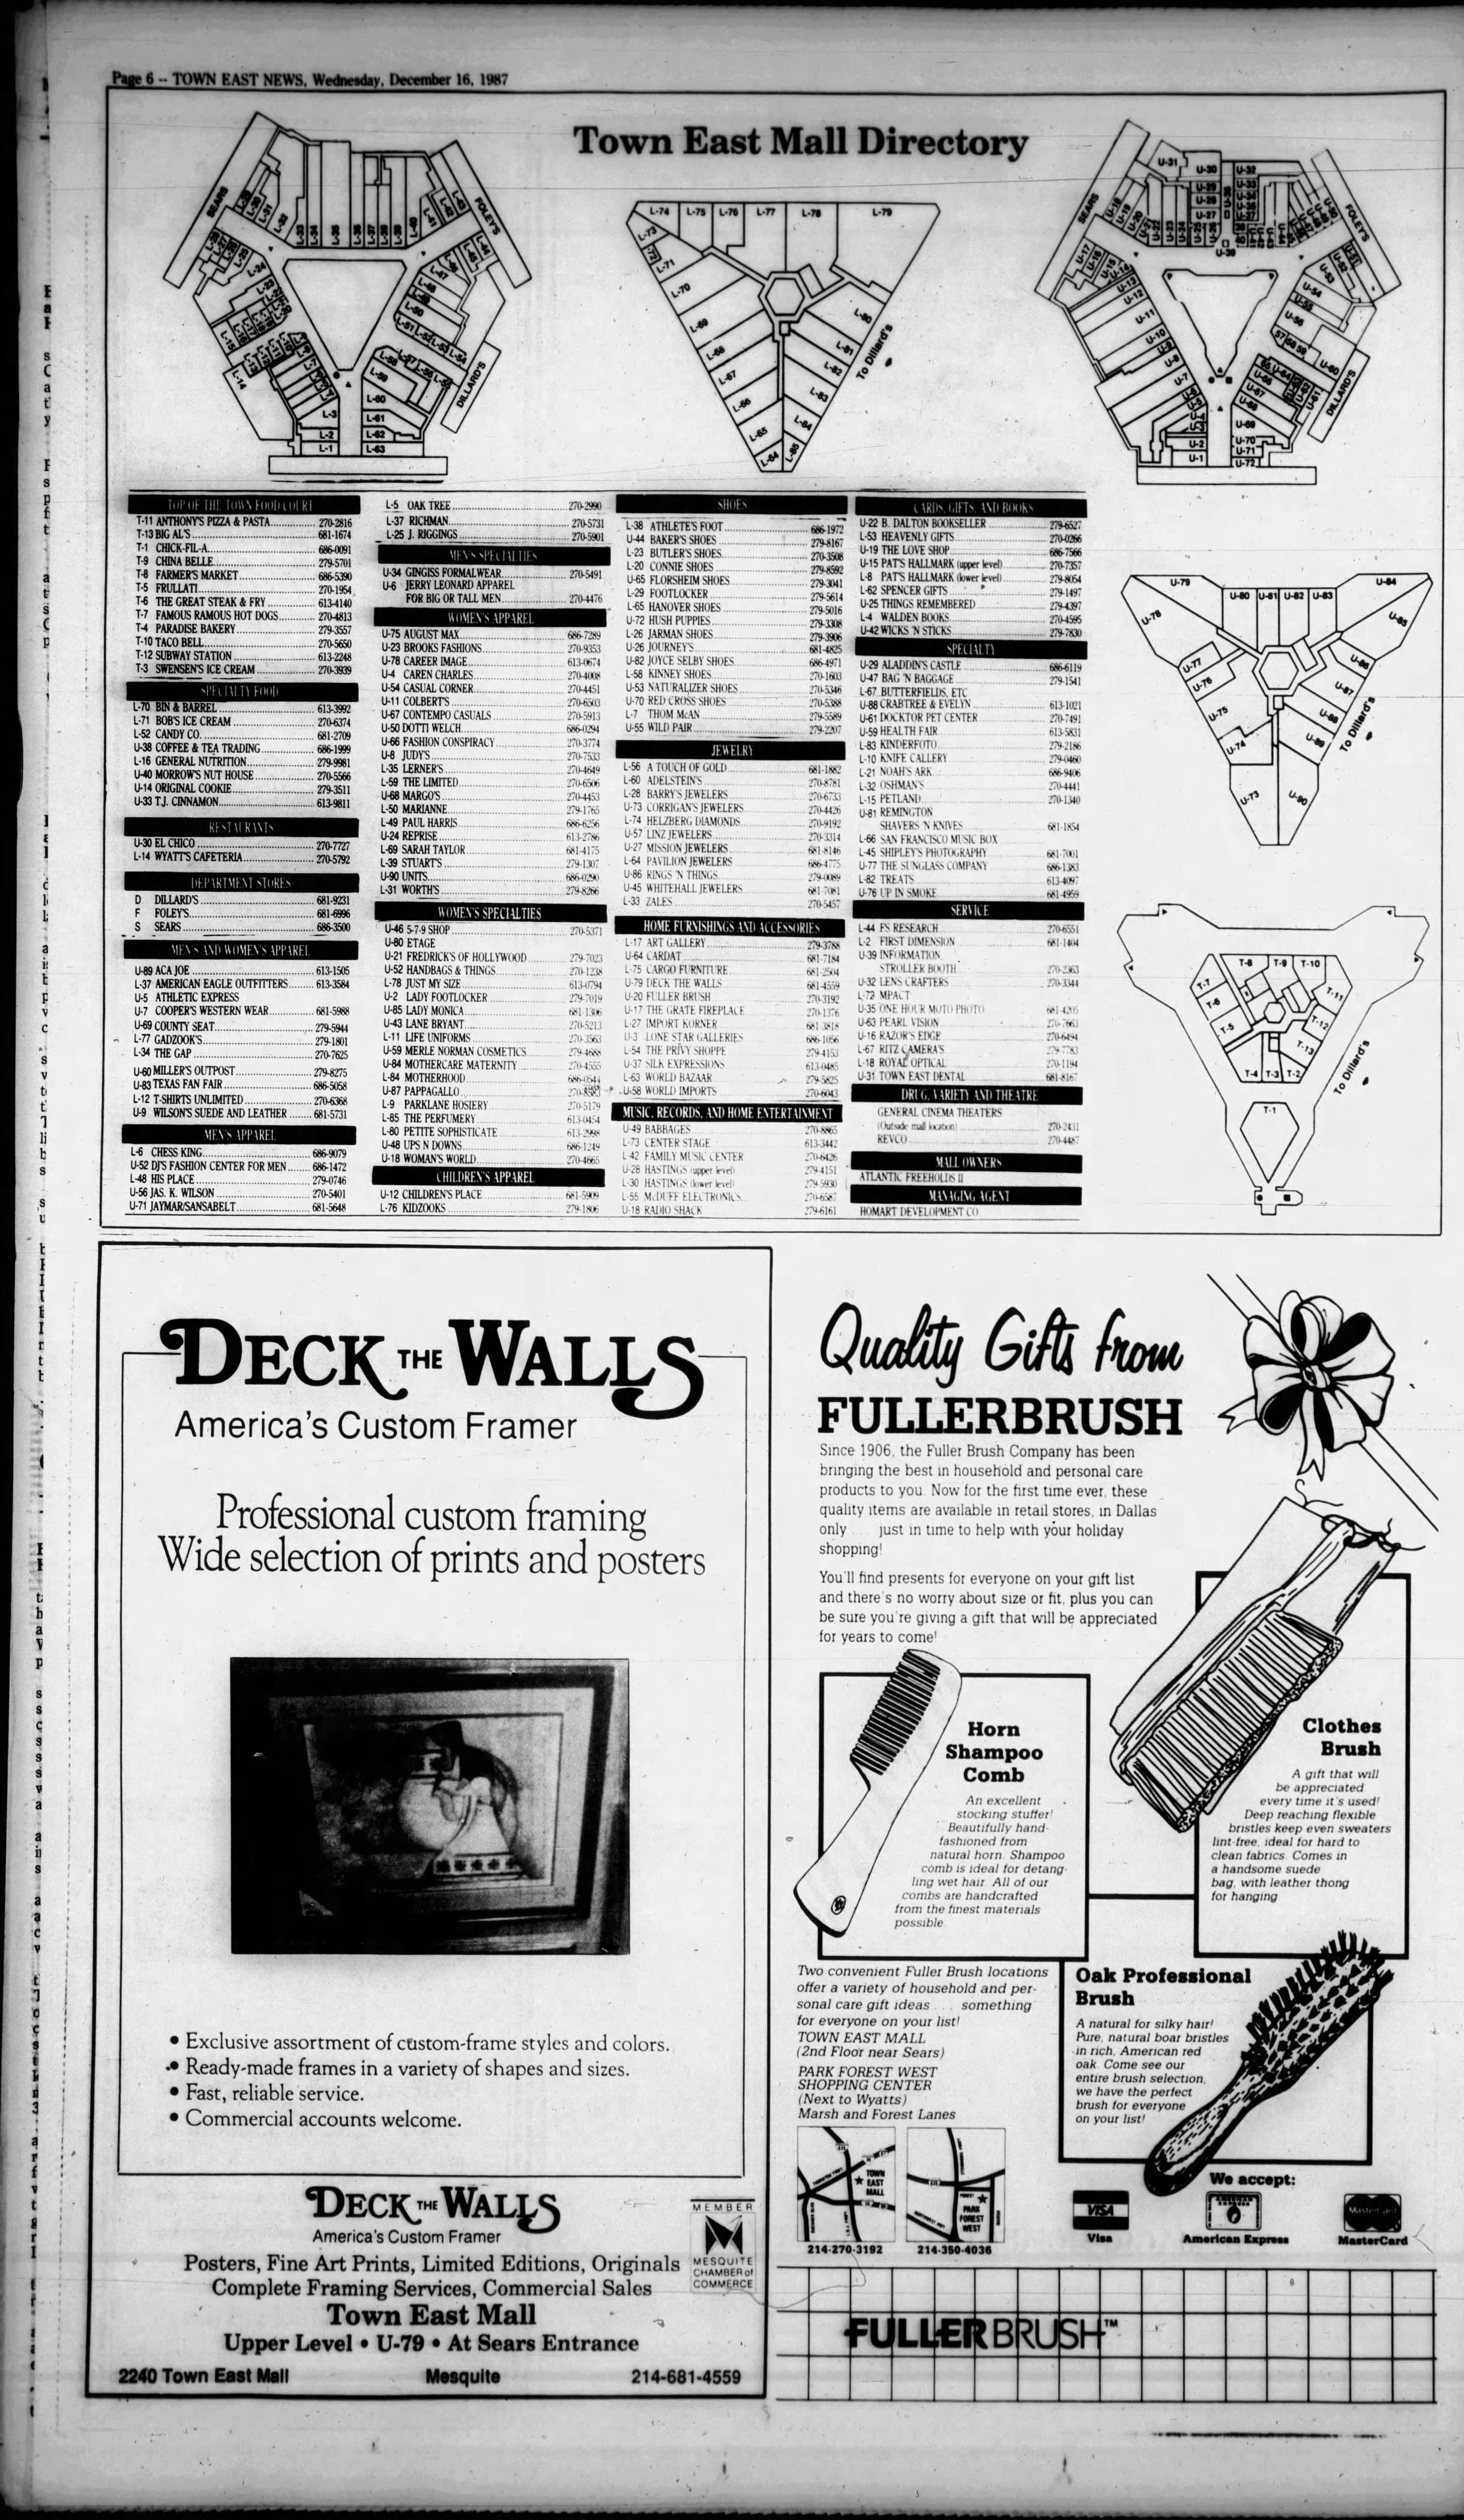 Page 6 -- TOWN EAST NEWS, Wednesday, December 16, 1987
Town East Mall Directory
TOP OF THE TOWN FOOD COURT
T-11 ANTHONY'S PIZZA & PASTA 270-2816
T-13 BIG AL'S 681-1674
T-1 CHICK-FIL-A 686-0091
T-9 CHINA BELLE 279-5701
T-8 FARMER'S MARKET 686-5390
T-5 FRULLATI 270-1954
T-6 THE GREAT STEAK & FRY 613-4140
T-7 FAMOUS RAMOUS HOT DOGS 270-4813
T-4 PARADISE BAKERY 279-3557
T-10 TACO BELL 270-5650
T-12 SUBWAY STATION 613-2248
T-3 SWENSEN'S ICE CREAM 270-3939
SPECIALTY FOOD
L-70 BIN & BARREL 613-3992
L-71 BOB'S ICE CREAM 270-6374
L-52 CANDY CO. 681-2709
U-38 COFFEE & TEA TRADING 686-1999
L-16 GENERAL NUTRITION 279-9981
U-40 MORROW'S NUT HOUSE 270-5566
U-14 ORIGINAL COOKIE 279-3511
U-33 T.J. CINNAMON 613-9811
RESTAURANTS
U-30 EL CHICO 270-7727
L-14 WYATT'S CAFETERIA 270-5792
DEPARTMENT STORES
D DILLARD'S 681-9231
F FOLEY'S 681-6996
S SEARS 686-3500
MEN'S AND WOMEN'S APPAREL
U-89 ACA JOE 613-1505
L-37 AMERICAN EAGLE OUTFITTERS 613-3584
U-5 ATHLETIC EXPRESS
U-7 COOPER'S WESTERN WEAR 681-5988
U-69 COUNTY SEAT 279-5944
L-77 GADZOOK'S 279-1801
L-34 THE GAP 270-7625
U-60 MILLER'S OUTPOST 279-8275
U-83 TEXAS FAN FAIR 686-5058
L-12 T-SHIRTS UNLIMITED 270-6368
U-9 WILSON'S SUEDE AND LEATHER 681-5731
MEN'S APPAREL
L-6 CHESS KING 686-9079
U-52 DJ'S FASHION CENTER FOR MEN 686-1472
L-48 HIS PLACE 279-0746
U-56 JAS. K. WILSON 270-5401
U-71 JAYMAR/SANSABELT 681-5648
L-5 OAK TREE 270-2990
L-37 RICHMAN 270-5731
L-25 J. RIGGINGS 270-5901
MEN'S SPECIALTIES
U-34 GINGISS FORMALWEAR 270-5491
U-6 JERRY LEONARD APPAREL
FOR BIG OR TALL MEN 270-4476
WOMEN'S APPAREL
U-75 AUGUST MAX 686-7289
U-23 BROOKS FASHIONS 270-9353
U-78 CAREER IMAGE 613-0674
U-4 CAREN CHARLES 270-4008
U-54 CASUAL CORNER 270-4451
U-11 COLBERT'S 270-6503
U-67 CONTEMPO CASUALS 270-5913
U-50 DOTTI WELCH 686-0294
U-66 FASHION CONSPIRACY 270-3774
U-8 JUDY'S 270-7533
L-35 LERNER'S 270-4649
L-59 THE LIMITED 270-6506
U-68 MARGO'S 270-4453
L-50 MARIANNE 279-1765
L-49 PAUL HARRIS 686-6256
U-24 REPRISE 613-2786
L-69 SARAH TAYLOR 681-4175
L-39 STUART'S 279-1307
U-90 UNITS 686-0290
L-31 WORTH'S 279-8266
WOMEN'S SPECIALTIES
U-46 5-7-9 SHOP 270-5371
U-80 ETAGE
U-21 FREDRICK'S OF HOLLYWOOD 279-7023
U-52 HANDBAGS & THINGS 270-1238
L-78 JUST MY SIZE 613-0794
U-2 LADY FOOTLOCKER 279-7019
U-85 LADY MONICA 681-1306
U-43 LANE BRYANT 270-5213
L-11 LIFE UNIFORMS 270-3563
U-59 MERLE NORMAN COSMETICS 279-4688
U-84 MOTHERCARE MATERNITY 270-4555
L-84 MOTHERHOOD 686-0544
U-87 PAPPAGALLO
L-9 PARKLANE HOSIERY 270-5179
L-85 THE PERFUMERY 613-0454
L-80 PETITE SOPHISTICATE 613-2998
U-48 UPS N DOWNS 686-1249
U-18 WOMAN'S WORLD 270-4665
CHILDREN'S APPAREL
U-12 CHILDREN'S PLACE 681-5909
L-76 KIDZOOKS 279-1806
SHOES
L-38 ATHLETE'S FOOT 686-1972
U-44 BAKER'S SHOES 279-8167
L-23 BUTLER'S SHOES 270-3508
L-20 CONNIE SHOES 279-8592
U-65 FLORSHEIM SHOES 279-3041
L-29 FOOTLOCKER 279-5614
L-65 HANOVER SHOES 279-5016
U-72 HUSH PUPPIES 279-3308
L-26 JARMAN SHOES 279-3906
U-26 JOURNEY'S 681-4825
U-82 JOYCE SELBY SHOES 686-4971
L-58 KINNEY SHOES 270-1603
U-53 NATURALIZER SHOES 270-5346
U-70 RED CROSS SHOES 270-5388
L-7 THOM McAN 279-5589
U-55 WILD PAIR 279-2207
JEWELRY
L-56 A TOUCH OF GOLD 681-1882
L-60 ADELSTEIN'S 270-8781
L-28 BARRY'S JEWELERS 270-6733
U-73 CORRIGAN'S JEWELERS 270-4426
L-74 HELZBERG DIAMONDS 270-9192
U-57 LINZ JEWELERS 270-3314
U-27 MISSION JEWELERS 681-8146
L-64 PAVILION JEWELERS 686-4775
U-86 RINGS 'N THINGS 279-0089
U-45 WHITEHALL JEWELERS 681-7081
L-33 ZALES 270-5457
HOME FURNISHINGS AND ACCESSORIES
L-17 ART GALLERY 279-3788
U-64 CARDAT 681-7184
L-75 CARGO FURNITURE 681-2504
U-79 DECK THE WALLS 681-4559
U-20 FULLER BRUSH 270-3192
U-17 THE GRATE FIREPLACE 270-1376
L-27 IMPORT KORNER 681-3818
U-3 LONE STAR GALLERIES 686-1056
L-54 THE PRIVY SHOPPE 279-4153
U-37 SILK EXPRESSIONS 613-0485
L-63 WORLD BAZAAR 279-5825
U-58 WORLD IMPORTS 270-6043
MUSIC, RECORDS, AND HOME ENTERTAINMENT
U-49 BABBAGES 270-8865
L-73 CENTER STAGE 613-3442
L-42 FAMILY MUSIC CENTER 270-6426
U-28 HASTINGS (upper level) 279-4151
L-30 HASTINGS (lower level) 279-5930
L-55 McDUFF ELECTRONICS 270-6587
U-18 RADIO SHACK 279-6161
CARDS, GIFTS, AND BOOKS
U-22 B. DALTON BOOKSELLER 279-6527
L-53 HEAVENLY GIFTS 270-0266
U-19 THE LOVE SHOP 686-7566
U-15 PAT'S HALLMARK (upper level) 270-7357
L-8 PAT'S HALLMARK (lower level) 279-8054
L-62 SPENCER GIFTS 279-1497
U-25 THINGS REMEMBERED 279-4397
L-4 WALDEN BOOKS 270-4595
U-42 WICKS 'N STICKS 279-7830
SPECIALTY
U-29 ALADDIN'S CASTLE 686-6119
U-47 BAG 'N BAGGAGE 279-1541
L-67 BUTTERFIELDS, ETC
U-88 CRABTREE & EVELYN 613-1021
U-61 DOCKTOR PET CENTER 270-7491
U-59 HEALTH FAIR 613-5831
L-83 KINDERFOTO 279-2186
L-10 KNIFE CALLERY 279-0460
L-21 NOAH'S ARK 686-9406
L-32 OSHMAN'S 270-4441
L-15 PETLAND 270-1340
U-81 REMINGTON
SHAVERS 'N KNIVES 681-1854
L-66 SAN FRANCISCO MUSIC BOX
L-45 SHIPLEY'S PHOTOGRAPHY 681-7001
U-77 THE SUNGLASS COMPANY 686-1383
L-82 TREATS 613-4097
U-76 UP IN SMOKE 681-4959
SERVICE
L-44 FS RESEARCH 270-6551
L-2 FIRST DIMENSION 681-1404
U-39 INFORMATION
STROLLER BOOTH 270-2363
U-32 LENS CRAFTERS 270-3344
L-72 MPACT
U-35 ONE HOUR MOTO PHOTO 681-4205
U-63 PEARL VISION 270-7663
U-16 RAZOR'S EDGE 270-6494
L-67 RITZ CAMERA'S 279-7783
L-18 ROYAL OPTICAL 270-1194
U-31 TOWN EAST DENTAL 681-8167
DRUG, VARIETY AND THEATRE
GENERAL CINEMA THEATERS
(Outside mall location) 270-2431
REVCO 270-4487
MALL OWNERS
ATLANTIC FREEHOLDS II
MANAGING AGENT
HOMART DEVELOPMENT CO
SEARS
FOLEY'S
DILLARD'S
To Dillard's
SEARS
FOLEY'S
DILLARD'S
To Dillard's
To Dillard's
DECK THE WALLS
America's Custom Framer
Professional custom framing
Wide selection of prints and posters
• Exclusive assortment of custom-frame styles and colors.
• Ready-made frames in a variety of shapes and sizes.
• Fast, reliable service.
• Commercial accounts welcome.
DECK THE WALLS
America's Custom Framer
Posters, Fine Art Prints, Limited Editions, Originals
Complete Framing Services, Commercial Sales
Town East Mall
Upper Level • U-79 • At Sears Entrance
2240 Town East Mall Mesquite 214-681-4559
MEMBER
MESQUITE
CHAMBER of
COMMERCE
Quality Gifts from
FULLERBRUSH
Since 1906, the Fuller Brush Company has been
bringing the best in household and personal care
products to you. Now for the first time ever, these
quality items are available in retail stores, in Dallas
only . . . just in time to help with your holiday
shopping!
You'll find presents for everyone on your gift list
and there's no worry about size or fit, plus you can
be sure you're giving a gift that will be appreciated
for years to come!
Horn
Shampoo
Comb
An excellent
stocking stuffer!
Beautifully hand-
fashioned from
natural horn. Shampoo
comb is ideal for detang-
ling wet hair. All of our
combs are handcrafted
from the finest materials
possible.
Clothes
Brush
A gift that will
be appreciated
every time it's used!
Deep reaching flexible
bristles keep even sweaters
lint-free, ideal for hard to
clean fabrics. Comes in
a handsome suede
bag, with leather thong
for hanging
Two convenient Fuller Brush locations
offer a variety of household and per-
sonal care gift ideas . . . something
for everyone on your list!
TOWN EAST MALL
(2nd Floor near Sears)
PARK FOREST WEST
SHOPPING CENTER
(Next to Wyatts)
Marsh and Forest Lanes
TOWN
EAST
MALL
214-270-3192
PARK
FOREST
WEST
214-350-4036
Oak Professional
Brush
A natural for silky hair!
Pure, natural boar bristles
in rich, American red
oak. Come see our
entire brush selection,
we have the perfect
brush for everyone
on your list!
We accept:
VISA
Visa
American Express
MasterCard
MasterCard
FULLERBRUSH™